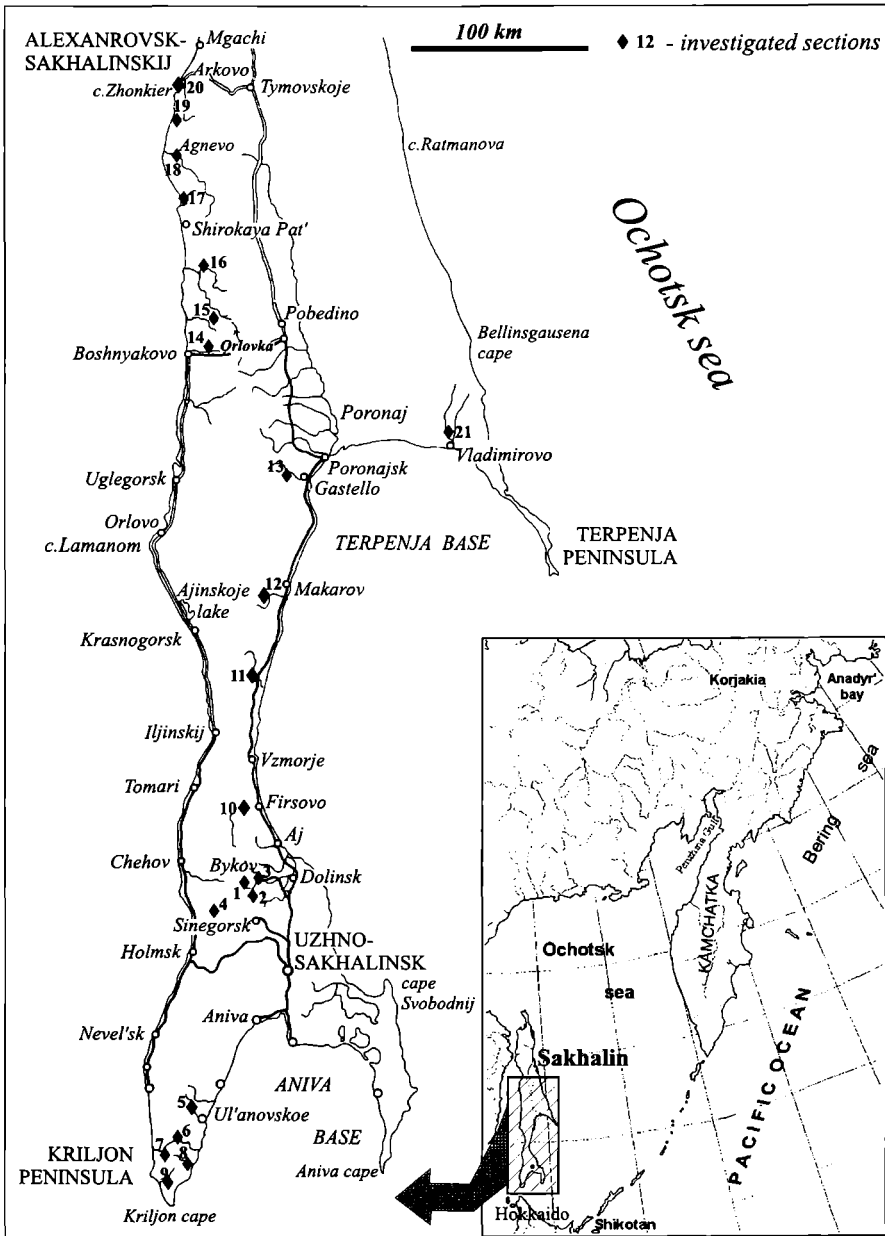 ALEXANROVSK-
SAKHALINSKIJ
Mgachi
100 km
12 - investigated sections
Arkovo
c.Zhonkier
20
Tymovskoje
19
c.Ratmanova
Agnevo
18
17
Shirokaya Pat'
Ochotsk sea
16
15
Pobedino
14
Orlovka
Boshnyakovo
Bellinsgausena
cape
Poronaj
21
Vladimirovo
Poronajsk
13
Gastello
Uglegorsk
Orlovo
c.Lamanom
TERPENJA BASE
TERPENJA
PENINSULA
12
Makarov
Ajinskoje
lake
Krasnogorsk
11
Iljinskij
Vzmorje
Tomari
10
Firsovo
Aj
Chehov
Bykov
3
Dolinsk
1
2
4
Sinegorsk
UZHNO-
SAKHALINSK
Holmsk
cape
Svobodnij
Aniva
Nevel'sk
ANIVA
BASE
5
Ul'anovskoe
6
7
8
9
KRILJON
PENINSULA
Aniva cape
Kriljon cape
Korjakia
Anadyr'
bay
Penzhina Gulf
Bering sea
KAMCHATKA
Ochotsk
sea
Sakhalin
PACIFIC OCEAN
Hokkaido
Shikotan